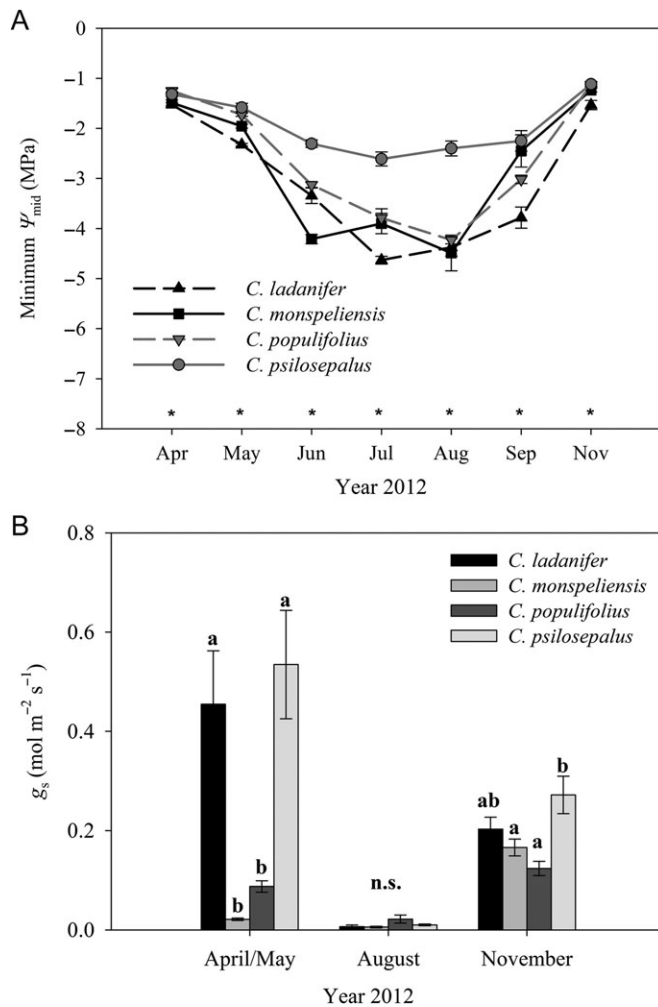 A
0
−1
−2
−3
−4
−5
−6
−7
−8
Minimum Ψmid (MPa)
C. ladanifer
C. monspeliensis
C. populifolius
C. psilosepalus
* * * * * * *
Apr May Jun Jul Aug Sep Nov
Year 2012
B
0.8
0.6
0.4
0.2
0.0
gs (mol m−2 s−1)
C. ladanifer
C. monspeliensis
C. populifolius
C. psilosepalus
a b b a
n.s.
ab a a b
April/May August November
Year 2012